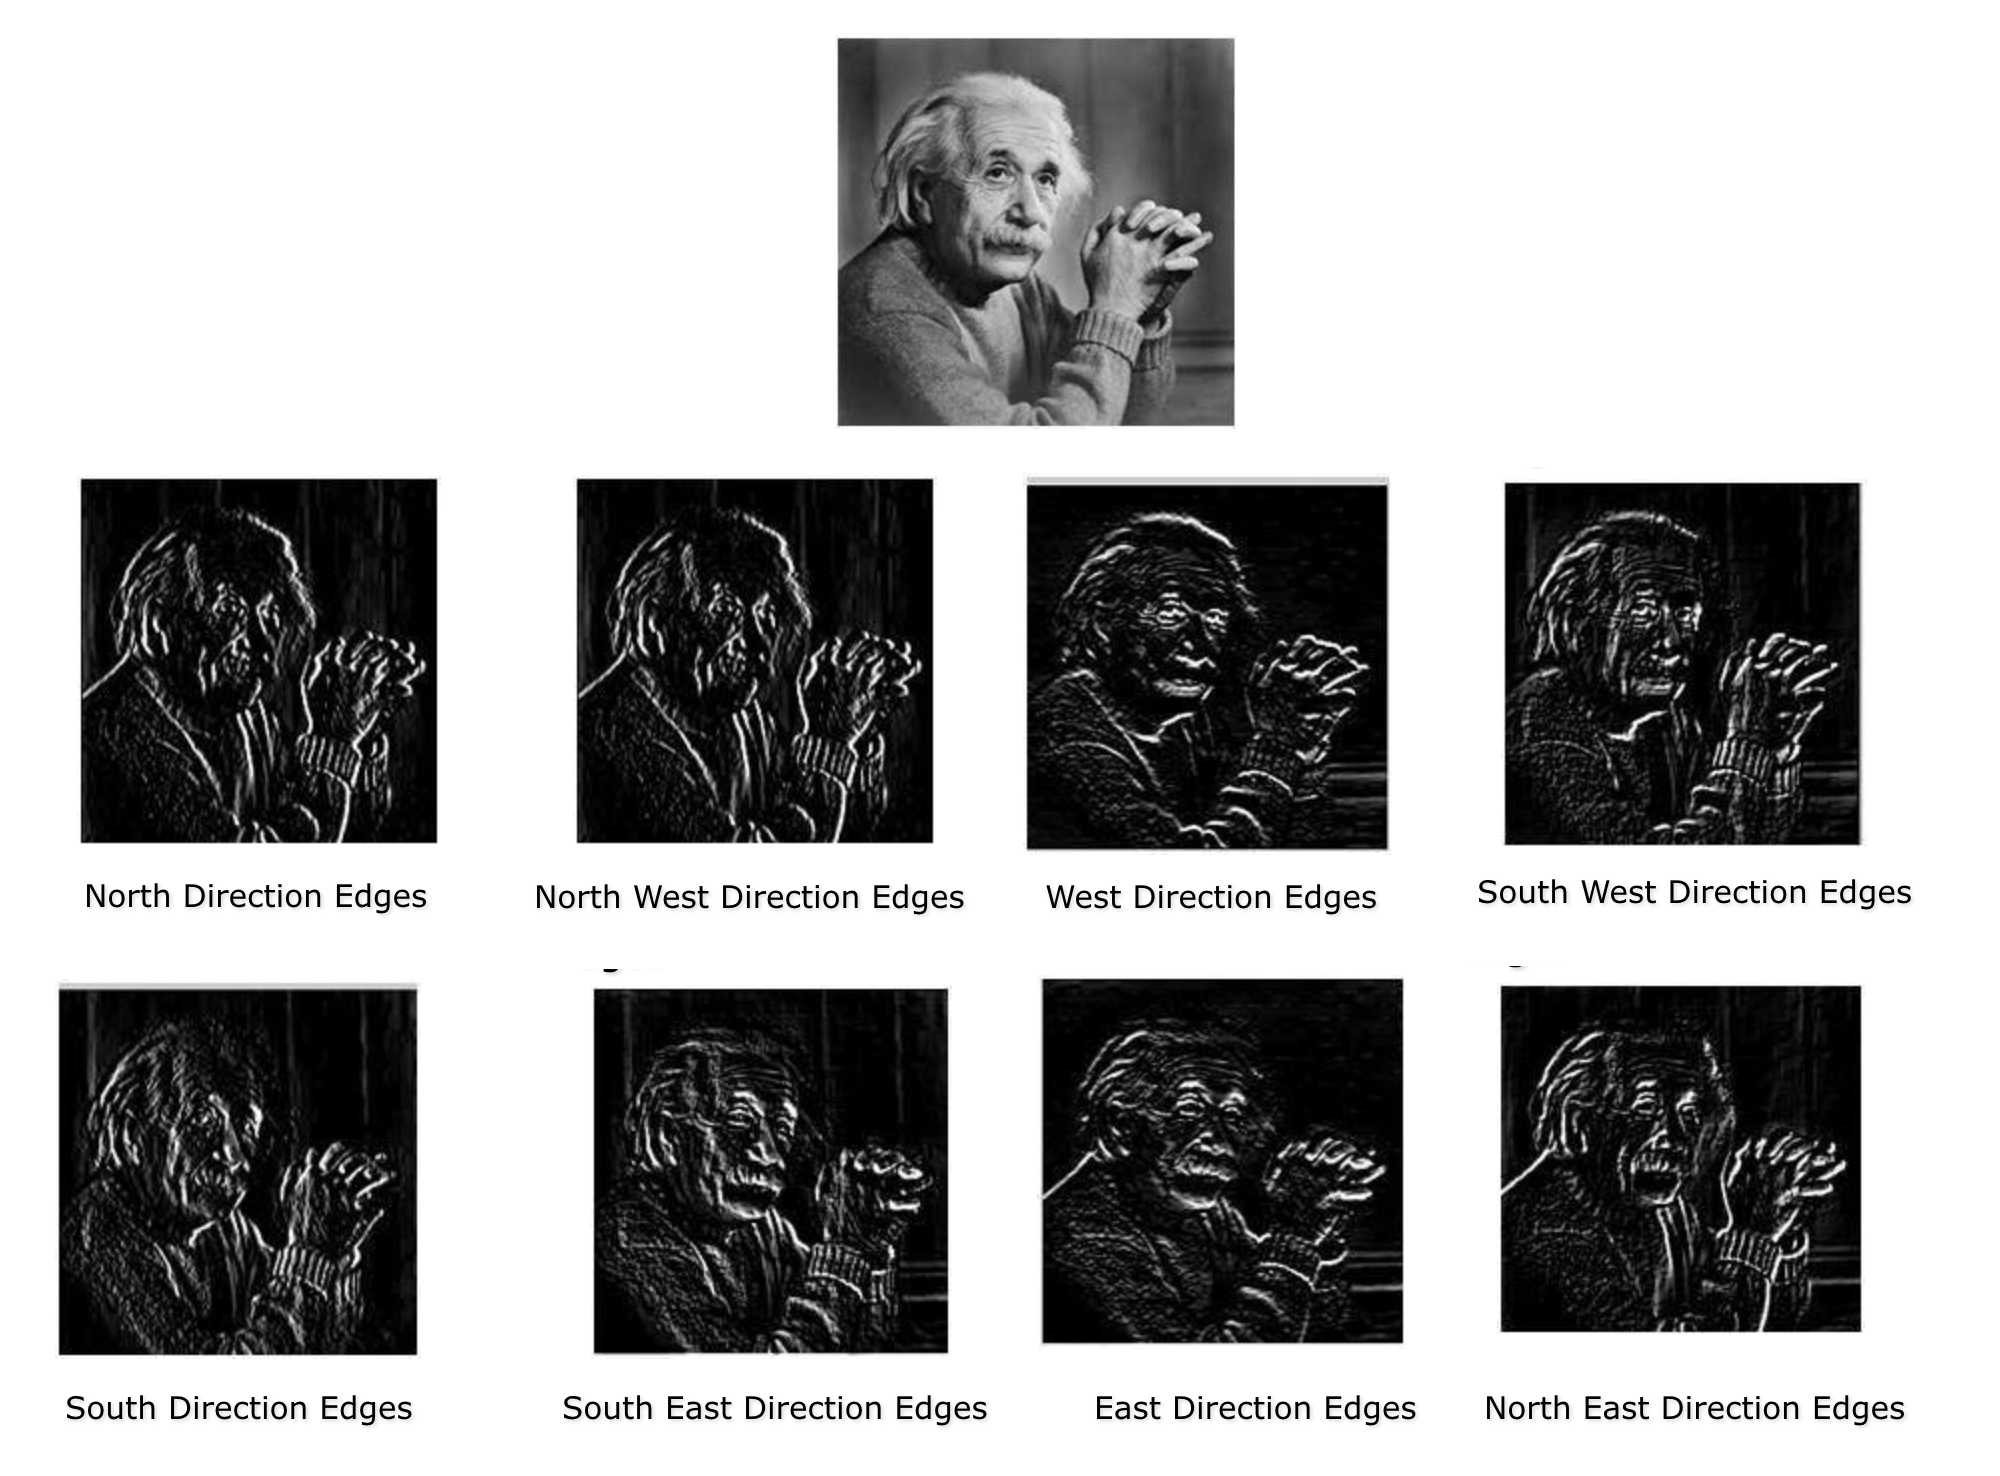 North Direction Edges
North West Direction Edges
West Direction Edges
South West Direction Edges
South Direction Edges
South East Direction Edges
East Direction Edges
North East Direction Edges